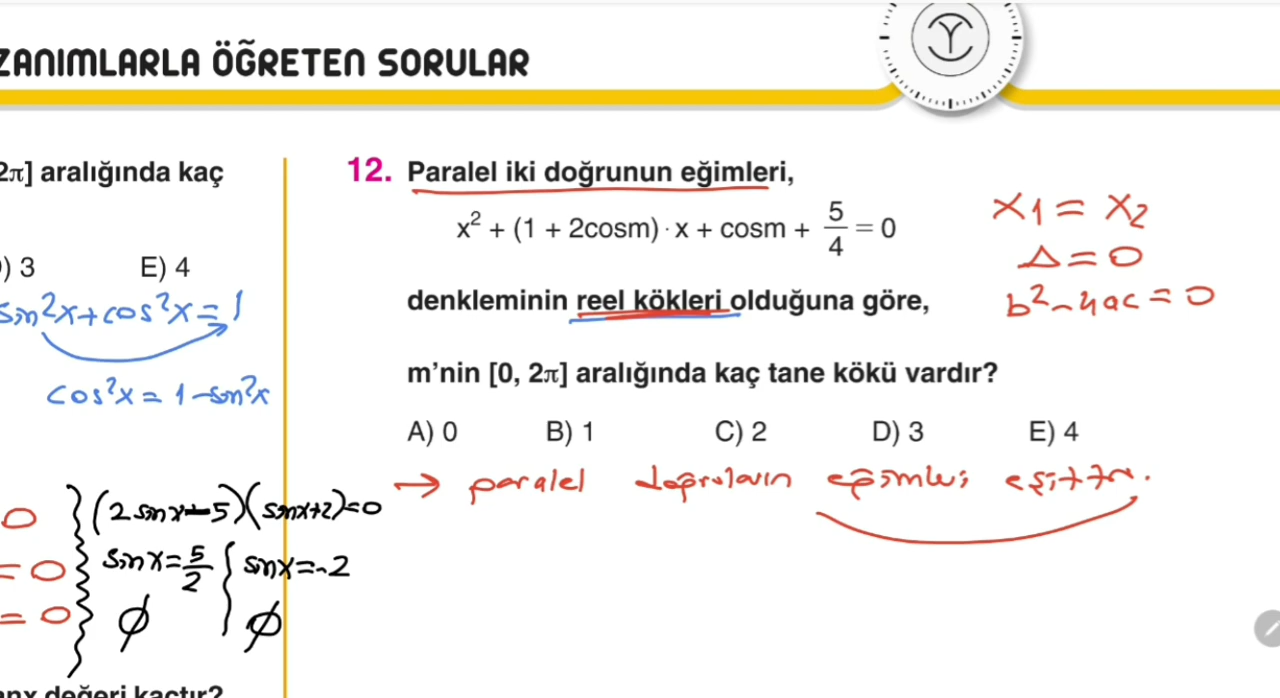 ZANIMLARLA ÖĞRETEN SORULAR
2π] aralığında kaç
) 3 E) 4
sin²x+cos²x=1
cos²x=1-sin²x
0 (2sinx-5)(sinx+2)=0
=0 sinx=5/2 sinx=-2
=0 ∅ ∅
değeri kaçtır?
12. Paralel iki doğrunun eğimleri,
x² + (1 + 2cosm) · x + cosm + 5/4 = 0
denkleminin reel kökleri olduğuna göre,
m'nin [0, 2π] aralığında kaç tane kökü vardır?
A) 0 B) 1 C) 2 D) 3 E) 4
x1 = x2
Δ=0
b²-4ac=0
→ paralel doğruların eğimleri eşittir.